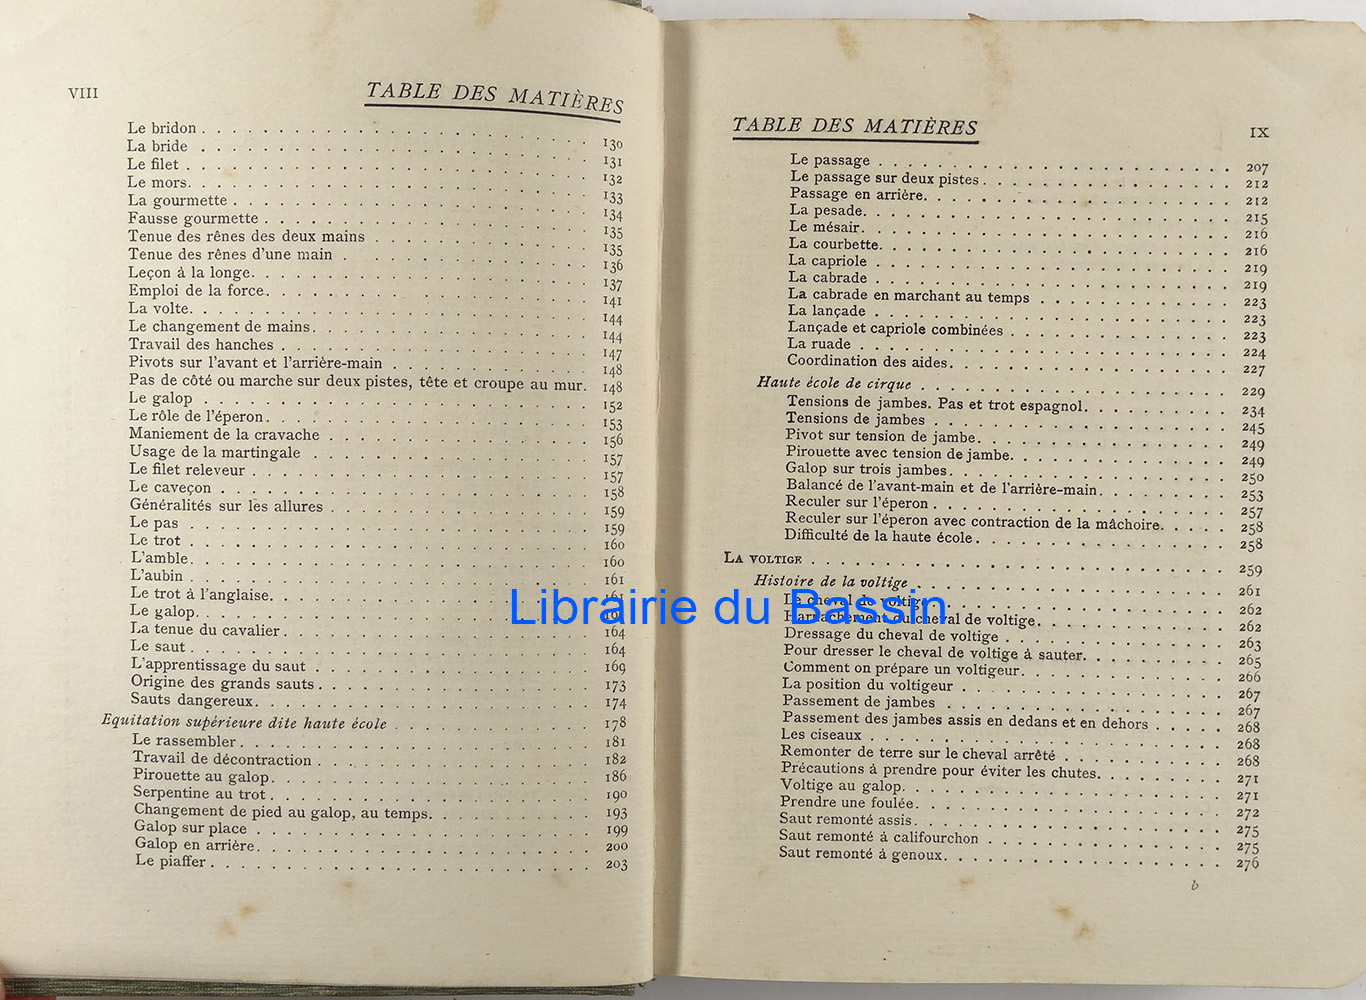 VIII
TABLE DES MATIÈRES
Le bridon . . . 130
La bride . . . 131
Le filet . . . 132
Le mors. . . . 133
La gourmette . . . 134
Fausse gourmette . . . 135
Tenue des rênes des deux mains . . . 135
Tenue des rênes d'une main . . . 136
Leçon à la longe. . . . 137
Emploi de la force. . . . 141
La volte. . . . 144
Le changement de mains. . . . 144
Travail des hanches . . . 147
Pivots sur l'avant et l'arrière-main . . . 148
Pas de côté ou marche sur deux pistes, tête et croupe au mur. 148
Le galop . . . 152
Le rôle de l'éperon. . . . 153
Maniement de la cravache . . . 156
Usage de la martingale . . . 157
Le filet releveur . . . 157
Le caveçon . . . 158
Généralités sur les allures . . . 159
Le pas . . . 159
Le trot . . . 160
L'amble. . . . 160
L'aubin . . . 161
Le trot à l'anglaise. . . . 161
Le galop. . . .
La tenue du cavalier. . . . 164
Le saut . . . 164
L'apprentissage du saut . . . 169
Origine des grands sauts. . . . 173
Sauts dangereux. . . . 174
Equitation supérieure dite haute école . . . 178
Le rassembler. . . . 181
Travail de décontraction . . . 182
Pirouette au galop. . . . 186
Serpentine au trot. . . . 190
Changement de pied au galop, au temps. . . . 193
Galop sur place . . . 199
Galop en arrière. . . . 200
Le piaffer . . . 203
TABLE DES MATIÈRES
IX
Le passage . . . 207
Le passage sur deux pistes. . . . 212
Passage en arrière. . . . 212
La pesade. . . . 215
Le mésair. . . . 216
La courbette. . . . 216
La capriole . . . 219
La cabrade . . . 219
La cabrade en marchant au temps . . . 223
La lançade . . . 223
Lançade et capriole combinées . . . 223
La ruade . . . 224
Coordination des aides. . . . 227
Haute école de cirque . . . 229
Tensions de jambes. Pas et trot espagnol. . . . 234
Tensions de jambes . . . 245
Pivot sur tension de jambe. . . . 249
Pirouette avec tension de jambe. . . . 249
Galop sur trois jambes. . . . 250
Balancé de l'avant-main et de l'arrière-main. . . . 253
Reculer sur l'éperon . . . 257
Reculer sur l'éperon avec contraction de la mâchoire. . . . 258
Difficulté de la haute école. . . . 258
LA VOLTIGE . . . 259
Histoire de la voltige . . . 261
Le cheval de voltige . . . 262
Harnachement du cheval de voltige. . . . 262
Dressage du cheval de voltige . . . 263
Pour dresser le cheval de voltige à sauter. . . . 265
Comment on prépare un voltigeur. . . . 266
La position du voltigeur . . . 267
Passement de jambes . . . 267
Passement des jambes assis en dedans et en dehors . . . 268
Les ciseaux . . . 268
Remonter de terre sur le cheval arrêté . . . 268
Précautions à prendre pour éviter les chutes. . . . 271
Voltige au galop. . . . 271
Prendre une foulée. . . . 272
Saut remonté assis. . . . 275
Saut remonté à califourchon . . . 275
Saut remonté à genoux. . . . 276
b
Librairie du Bassin